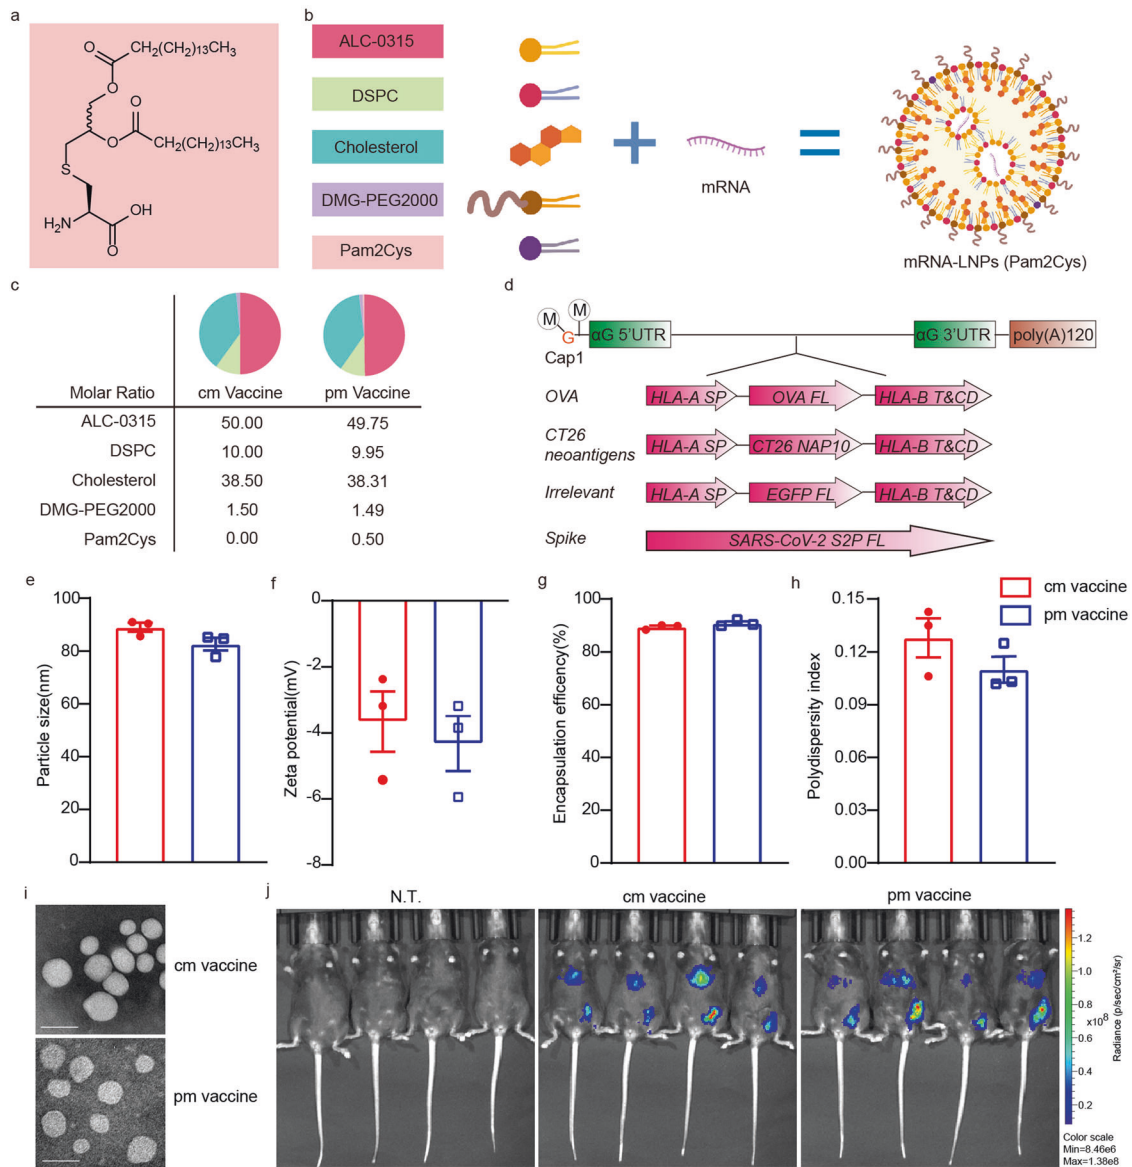 a
CH₂(CH₂)₁₃CH₃
O
O
O
CH₂(CH₂)₁₃CH₃
O
S
OH
H₂N
O
b
ALC-0315
DSPC
Cholesterol
DMG-PEG2000
Pam2Cys
mRNA
mRNA-LNPs (Pam2Cys)
c
Molar Ratio cm Vaccine pm Vaccine
ALC-0315 50.00 49.75
DSPC 10.00 9.95
Cholesterol 38.50 38.31
DMG-PEG2000 1.50 1.49
Pam2Cys 0.00 0.50
d
M M
G
Cap1
αG 5'UTR αG 3'UTR poly(A)120
OVA HLA-A SP OVA FL HLA-B T&CD
CT26
neoantigens
HLA-A SP CT26 NAP10 HLA-B T&CD
Irrelevant HLA-A SP EGFP FL HLA-B T&CD
Spike SARS-CoV-2 S2P FL
e
Particle size(nm)
100
80
60
40
20
0
f
Zeta potential(mV)
0
-2
-4
-6
-8
g
Encapsulation efficency(%)
100
80
60
40
20
0
h
Polydispersity index
0.15
0.12
0.09
0.06
0.03
0.00
cm vaccine
pm vaccine
i
cm vaccine
pm vaccine
j
N.T. cm vaccine pm vaccine
1.2
1.0
0.8
0.6
0.4
0.2
x10⁸
Radiance (p/sec/cm²/sr)
Color scale
Min=8.46e6
Max=1.38e8